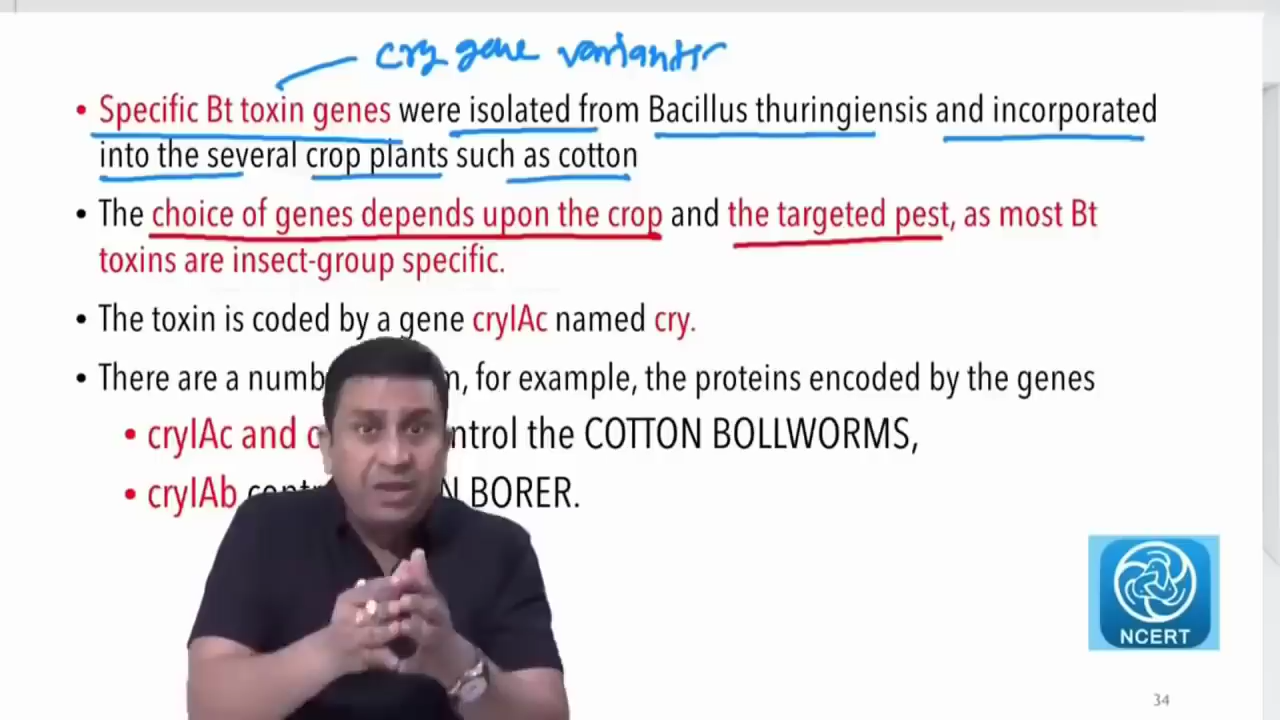 cry gene variants
• Specific Bt toxin genes were isolated from Bacillus thuringiensis and incorporated
into the several crop plants such as cotton
• The choice of genes depends upon the crop and the targeted pest, as most Bt
toxins are insect-group specific.
• The toxin is coded by a gene cryIAc named cry.
• There are a for example, the proteins encoded by the genes
• cryIAc and the COTTON BOLLWORMS,
• cryIAb BORER.
NCERT
34